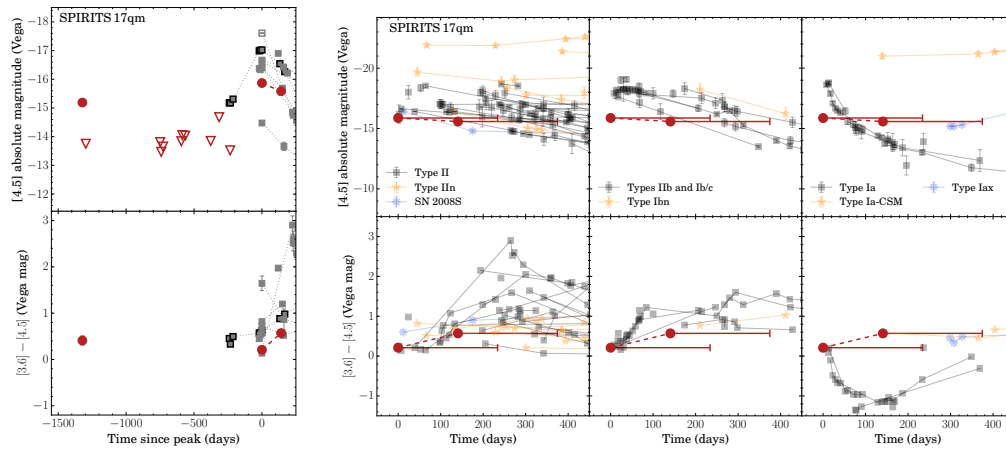 SPIRITS 17qm
[4.5] absolute magnitude (Vega)
−18
−17
−16
−15
−14
−13
−12
[3.6] − [4.5] (Vega mag)
3
2
1
0
−1
−1500
−1000
−500
0
Time since peak (days)
SPIRITS 17qm
[4.5] absolute magnitude (Vega)
−20
−15
−10
Type II
Type IIn
SN 2008S
Types IIb and Ib/c
Type Ibn
Type Ia
Type Ia-CSM
Type Iax
[3.6] − [4.5] (Vega mag)
3
2
1
0
−1
0 100 200 300 400
0 100 200 300 400
0 100 200 300 400
Time (days)
Time (days)
Time (days)